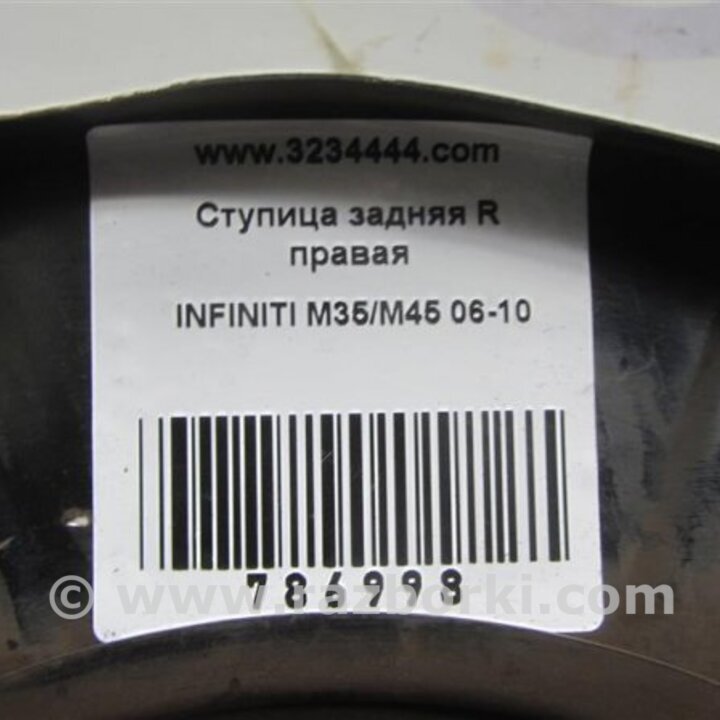 www.3234444.com
Ступица задняя R
правая
INFINITI M35/M45 06-10
786998
© www.razborki.com